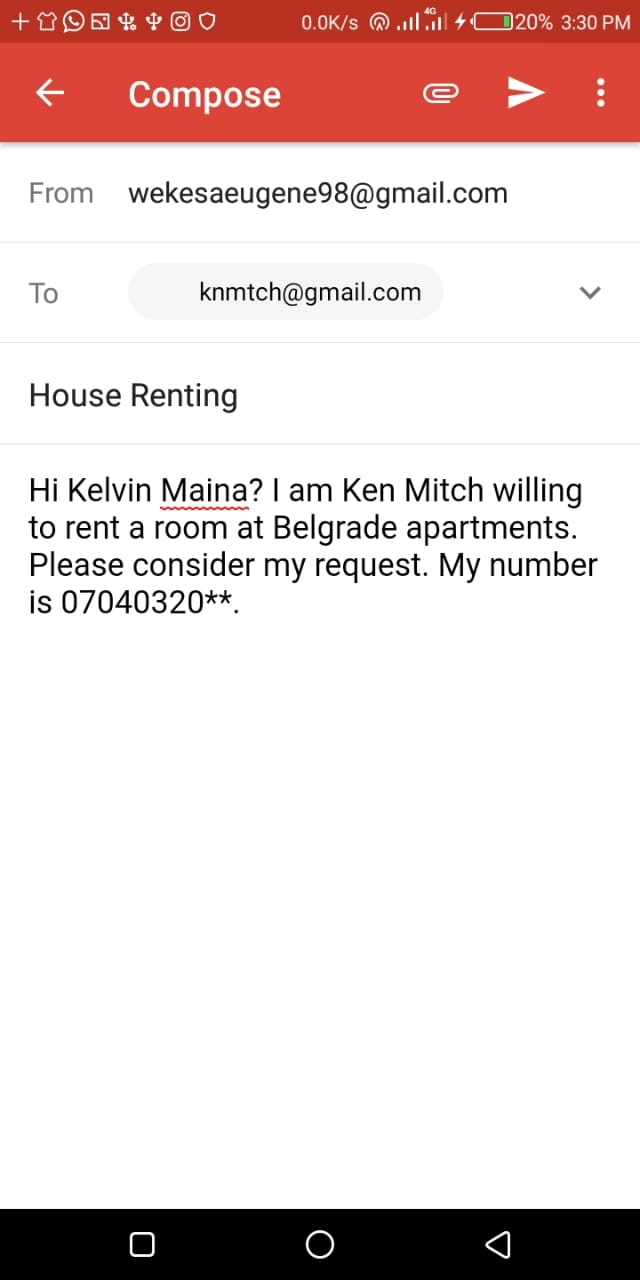 0.0K/s 4G 20% 3:30 PM
Compose
From wekesaeugene98@gmail.com
To knmtch@gmail.com
House Renting
Hi Kelvin Maina? I am Ken Mitch willing
to rent a room at Belgrade apartments.
Please consider my request. My number
is 07040320**.